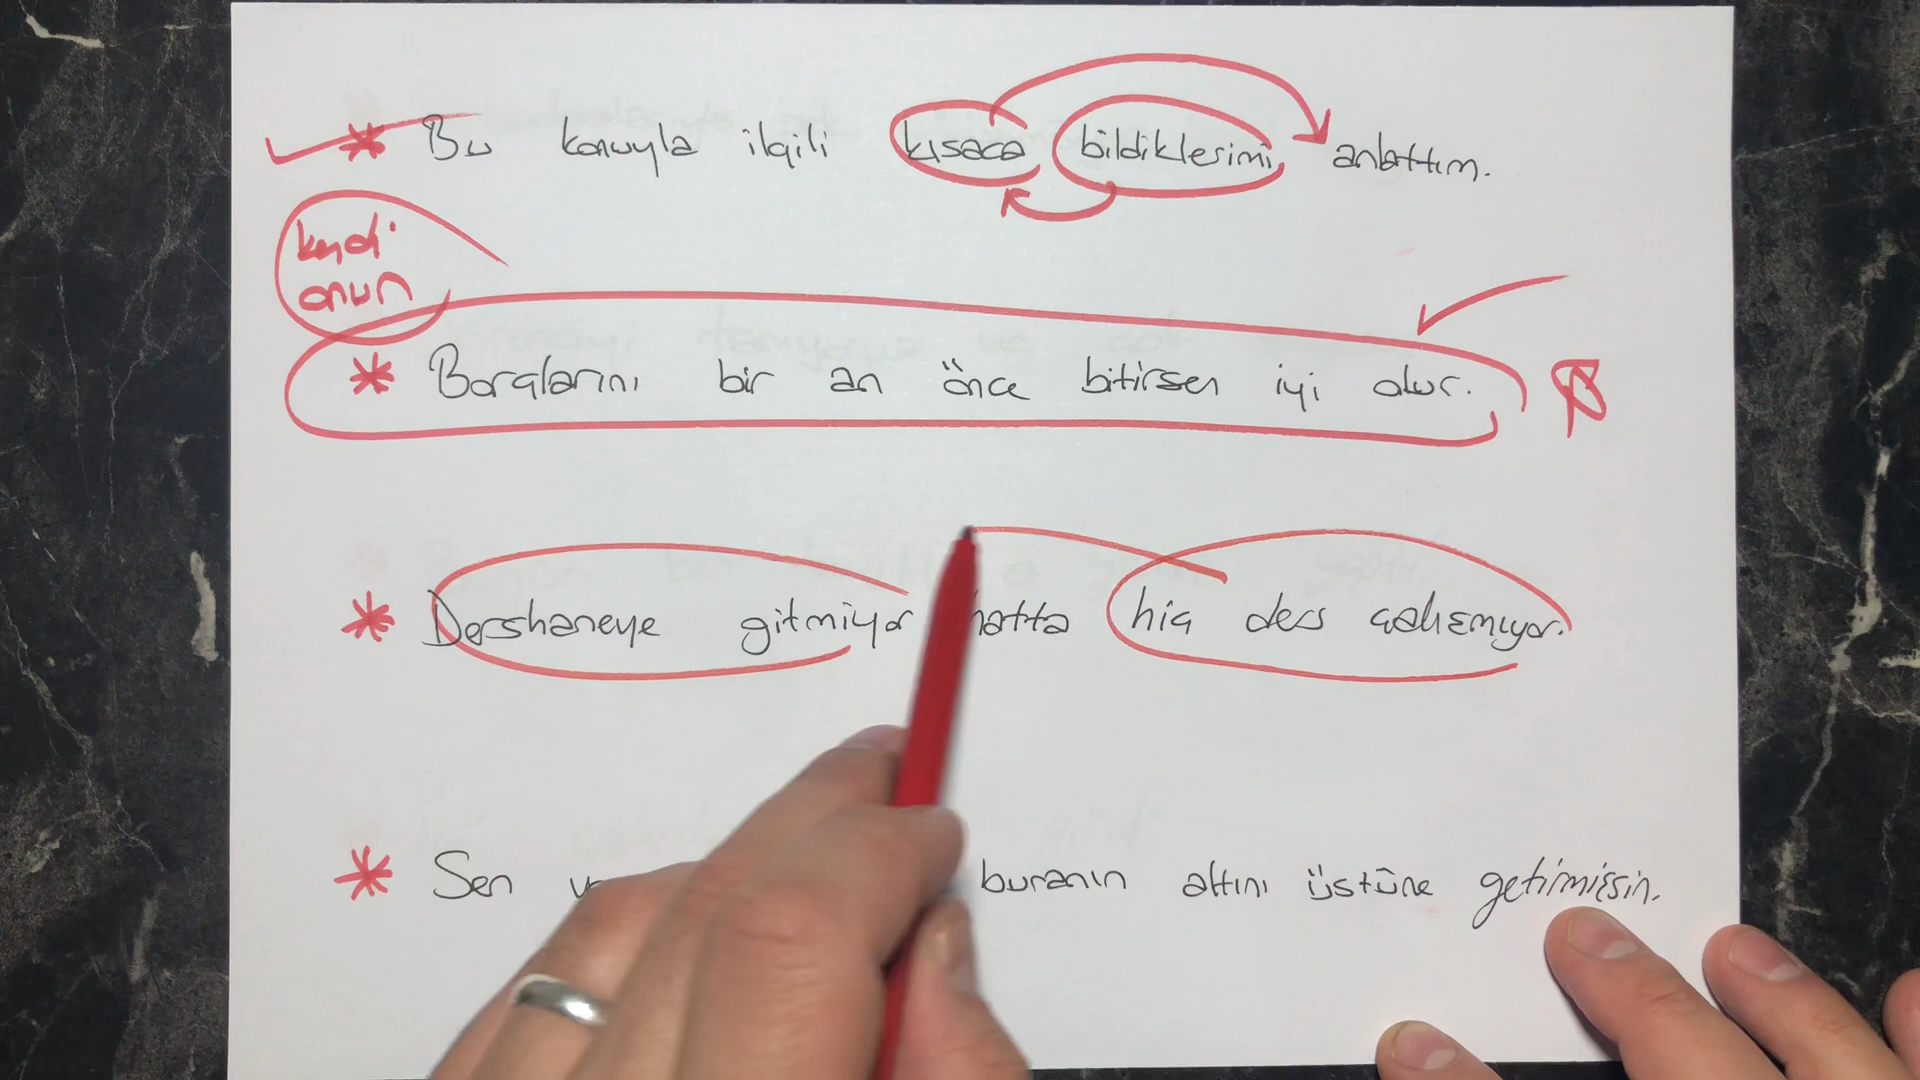 * Bu konuyla ilgili kısaca bildiklerimi anlattım.
kendi
onun
* Borçlarını bir an önce bitirsen iyi olur.
* Dershaneye gitmiyor hatta hiç ders çalışmıyor.
* Sen buranın altını üstüne getirmişsin.